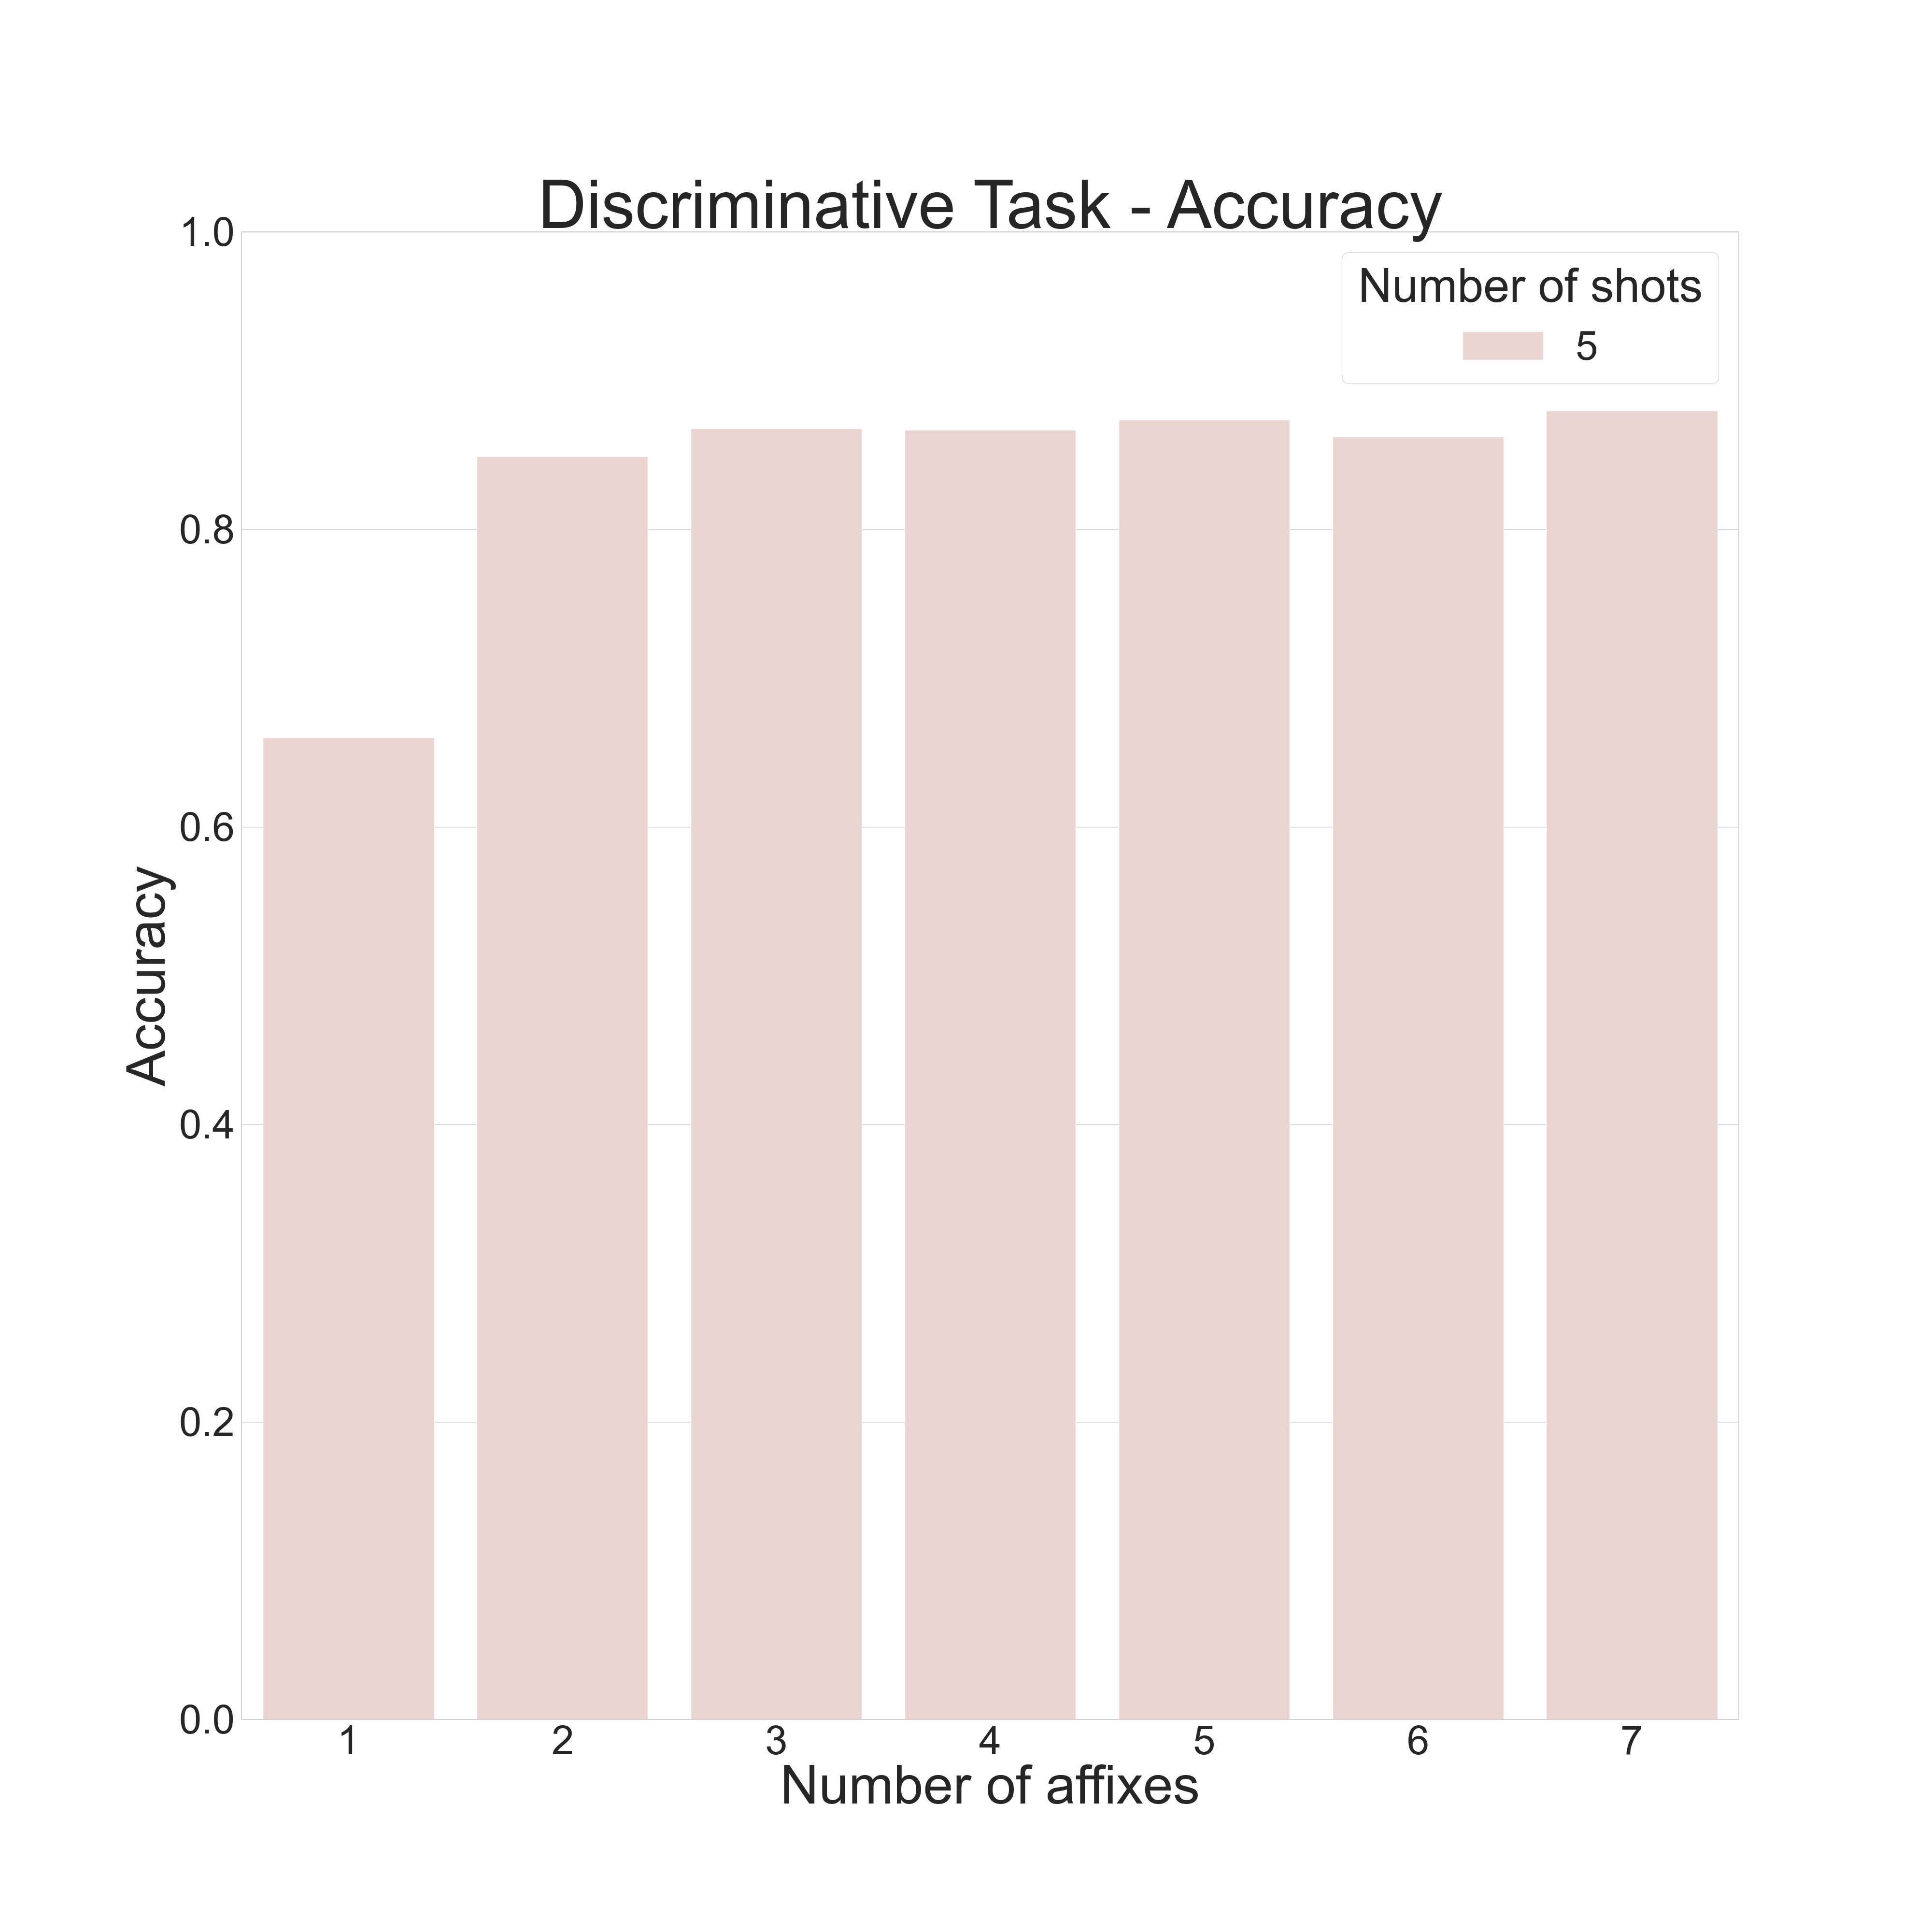 Discriminative Task - Accuracy
Number of shots
5
1.0
0.8
0.6
0.4
0.2
0.0
Accuracy
1 2 3 4 5 6 7
Number of affixes